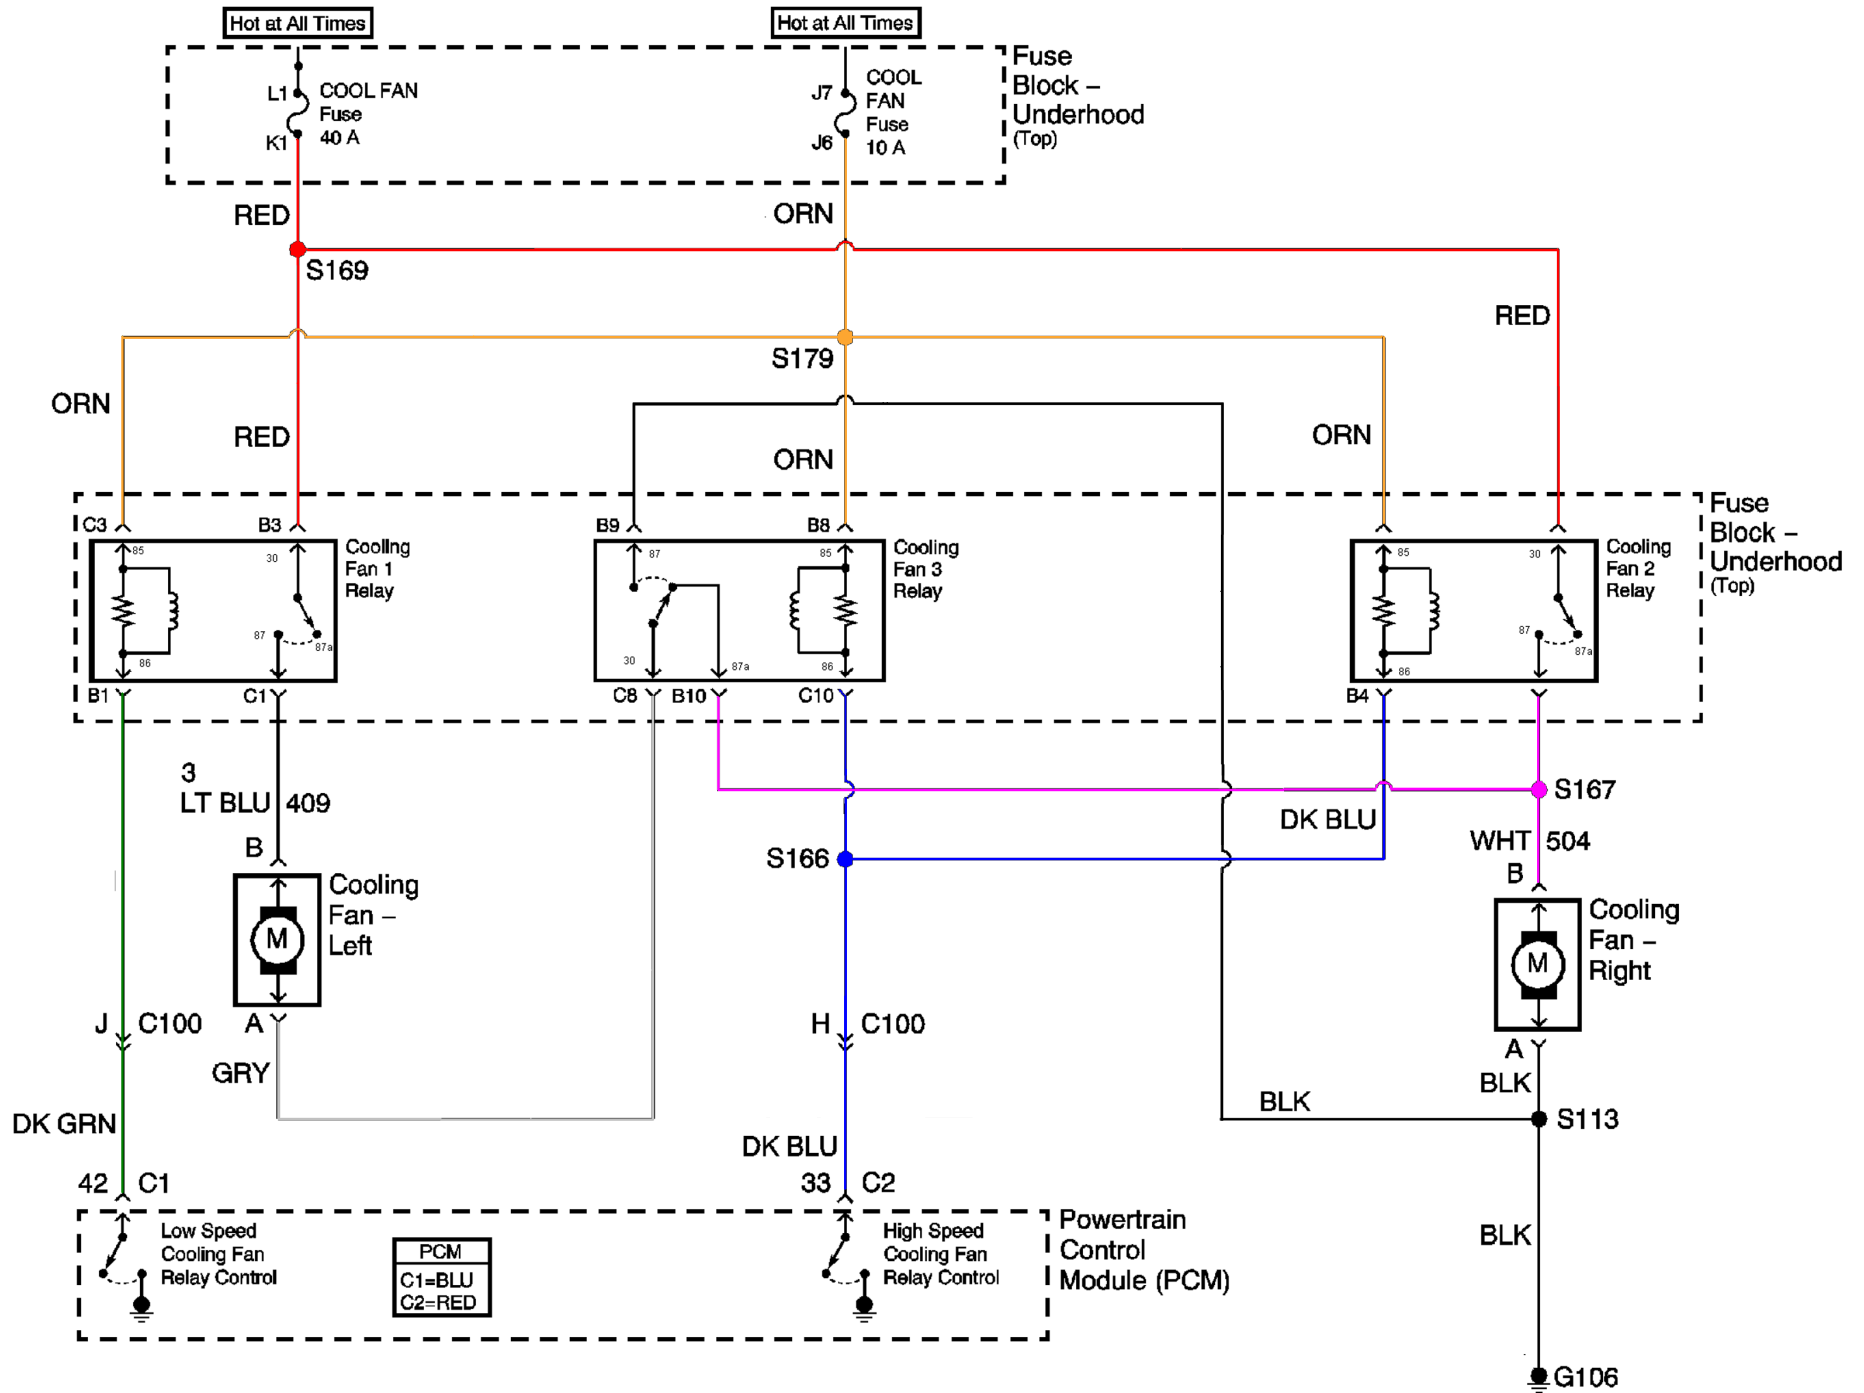 Hot at All Times
Hot at All Times
L1
COOL FAN
Fuse
40 A
K1
J7
COOL
FAN
Fuse
10 A
J6
Fuse
Block –
Underhood
(Top)
RED
ORN
S169
RED
S179
ORN
RED
ORN
ORN
Fuse
Block –
Underhood
(Top)
C3
B3
B9
B8
85
30
87
86
87a
Cooling
Fan 1
Relay
87
85
30
87a
86
Cooling
Fan 3
Relay
85
30
87
86
87a
Cooling
Fan 2
Relay
B1
C1
C8
B10
C10
B4
3
LT BLU
409
B
Cooling
Fan –
Left
M
A
GRY
DK BLU
S167
WHT
504
B
S166
Cooling
Fan –
Right
M
A
BLK
J
C100
H
C100
BLK
S113
DK GRN
DK BLU
42
C1
33
C2
Low Speed
Cooling Fan
Relay Control
PCM
C1=BLU
C2=RED
High Speed
Cooling Fan
Relay Control
Powertrain
Control
Module (PCM)
BLK
G106